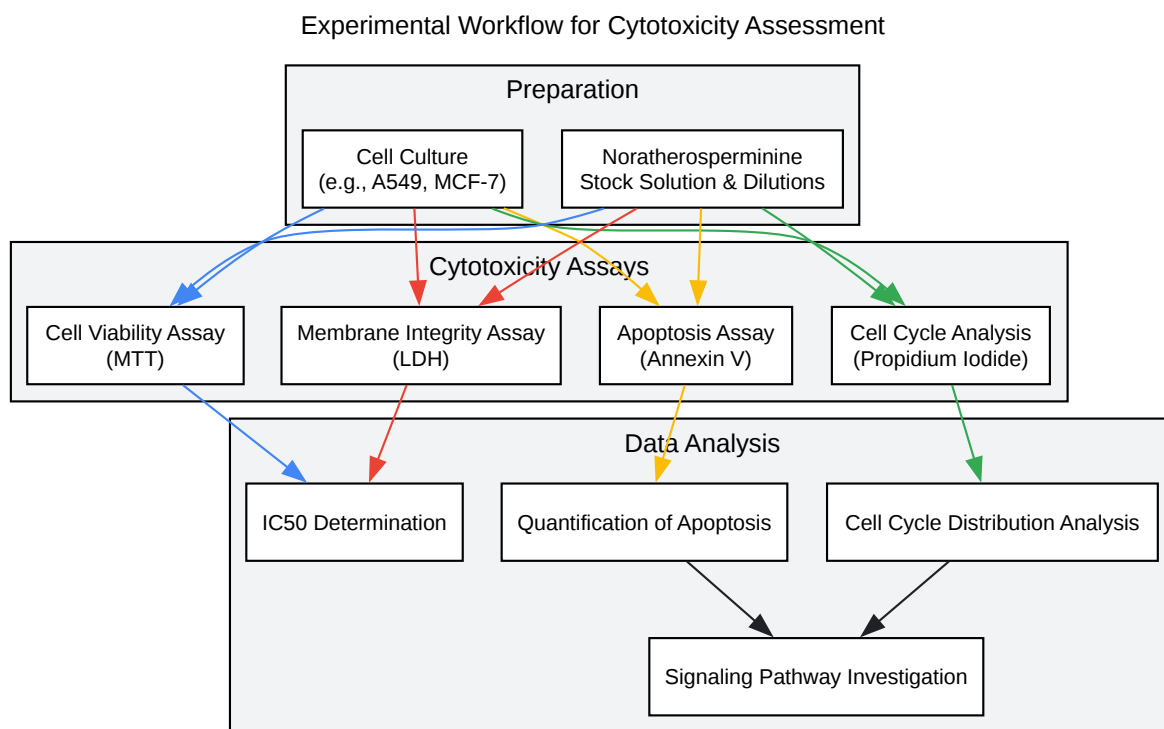 Experimental Workflow for Cytotoxicity Assessment
Preparation
Cell Culture
(e.g., A549, MCF-7)
Noratherosperminine
Stock Solution & Dilutions
Cytotoxicity Assays
Cell Viability Assay
(MTT)
Membrane Integrity Assay
(LDH)
Apoptosis Assay
(Annexin V)
Cell Cycle Analysis
(Propidium Iodide)
Data Analysis
IC50 Determination
Quantification of Apoptosis
Cell Cycle Distribution Analysis
Signaling Pathway Investigation